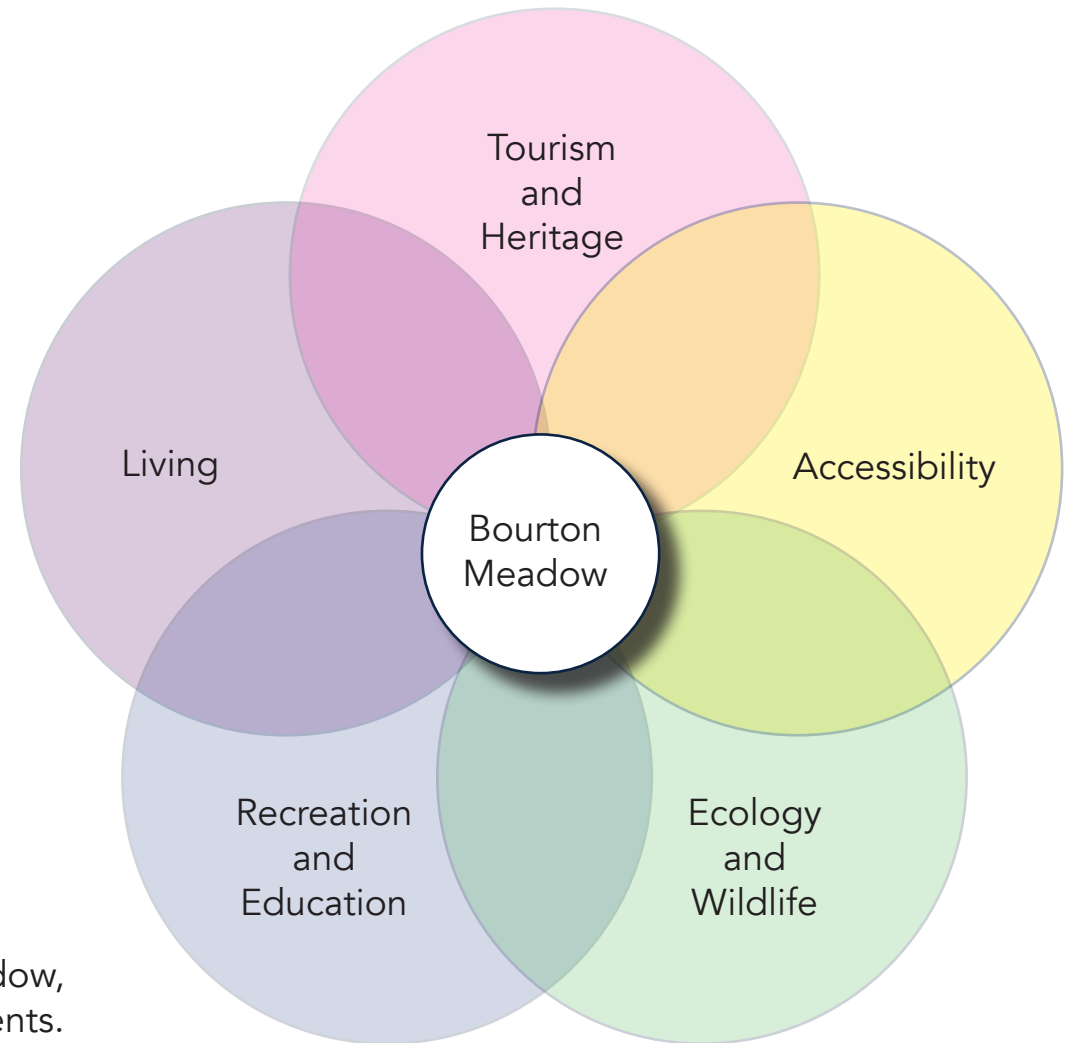 Tourism
and
Heritage
Living
Accessibility
Bourton
Meadow
Recreation
and
Education
Ecology
and
Wildlife